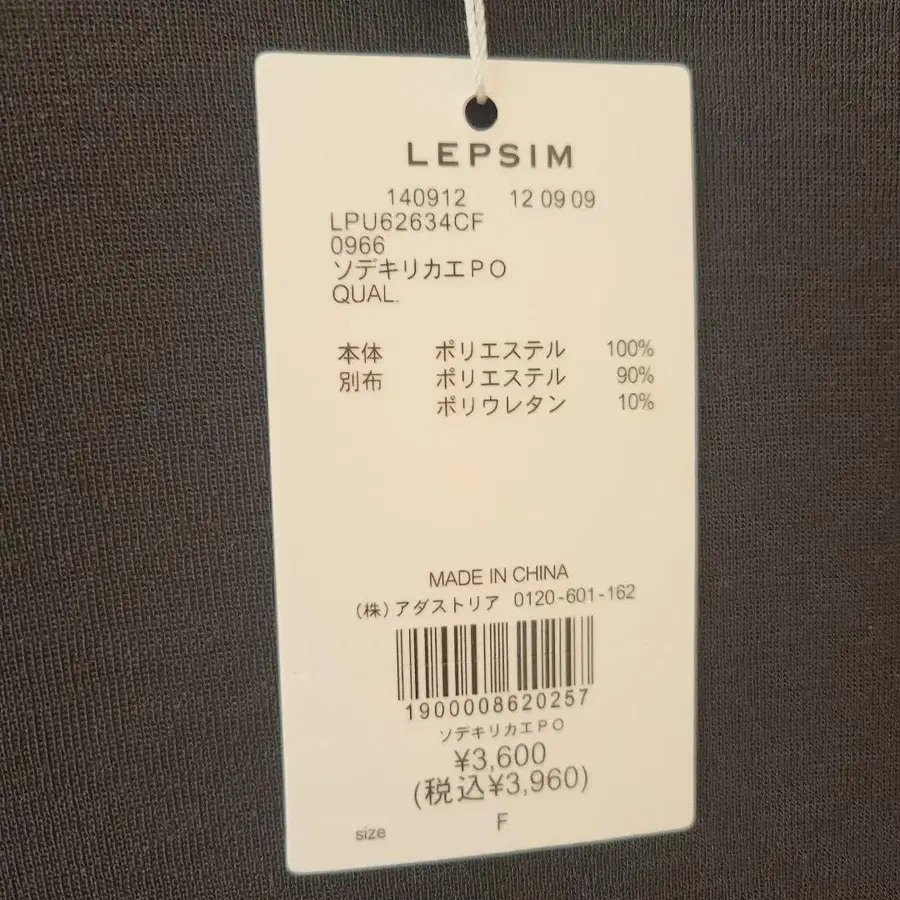 LEPSIM
140912 12 09 09
LPU62634CF
0966
ソデキリカエPO
QUAL.
本体 ポリエステル 100%
別布 ポリエステル 90%
ポリウレタン 10%
MADE IN CHINA
(株)アダストリア 0120-601-162
1900008620257
ソデキリカエPO
¥3,600
(税込¥3,960)
size F